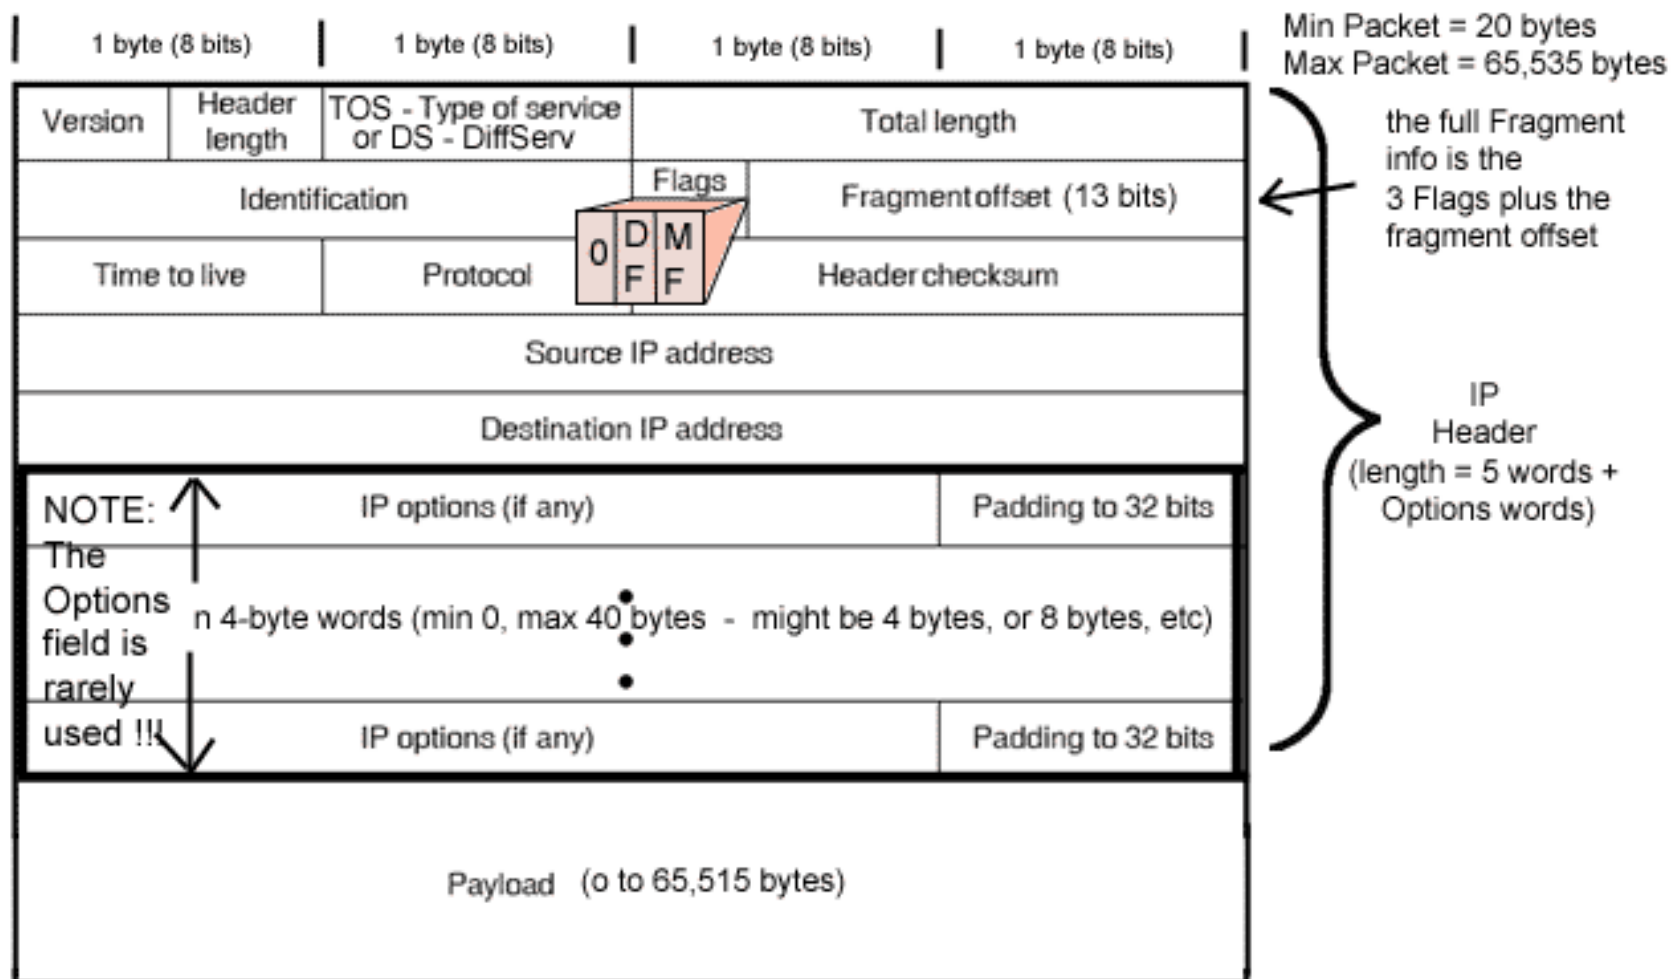 1 byte (8 bits) 1 byte (8 bits) 1 byte (8 bits) 1 byte (8 bits)
Min Packet = 20 bytes
Max Packet = 65,535 bytes
Version
Header
length
TOS - Type of service
or DS - DiffServ
Total length
the full Fragment
info is the
3 Flags plus the
fragment offset
Identification
Flags
Fragmentoffset (13 bits)
0
D
F
M
F
Time to live
Protocol
Headerchecksum
Source IP address
Destination IP address
IP
Header
(length = 5 words +
Options words)
NOTE:
The
Options
field is
rarely
used !!!
IP options (if any)
Padding to 32 bits
n 4-byte words (min 0, max 40 bytes - might be 4 bytes, or 8 bytes, etc)
IP options (if any)
Padding to 32 bits
Payload (o to 65,515 bytes)